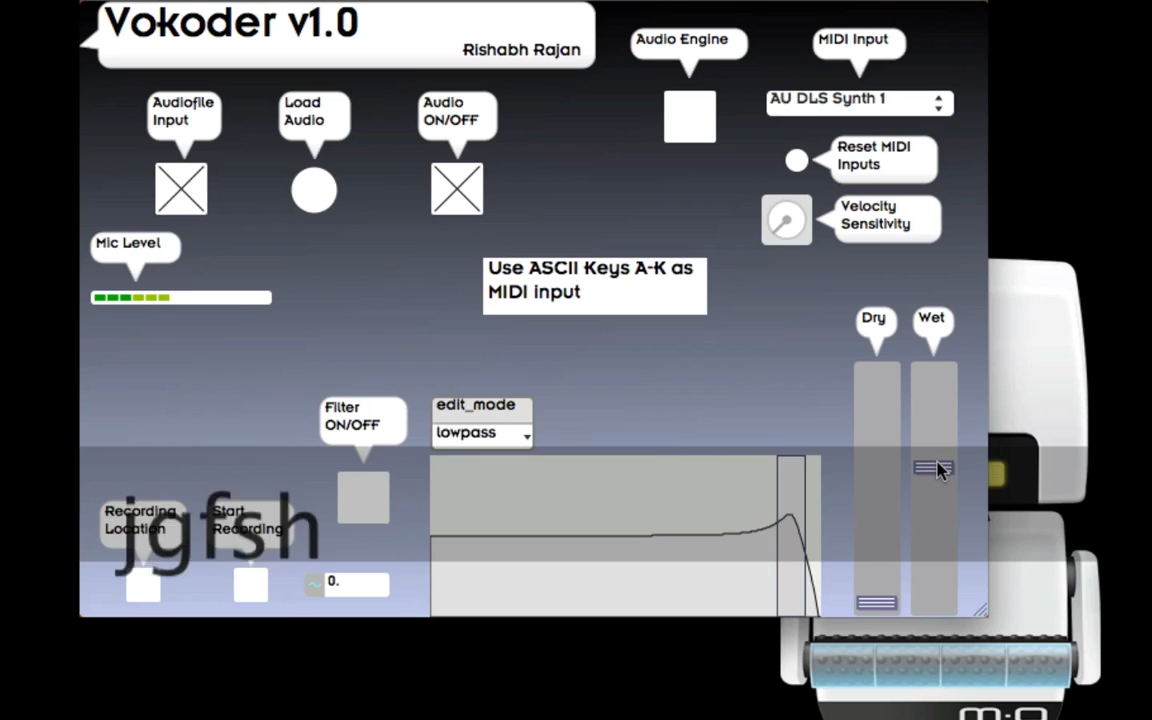 Vokoder v1.0
Rishabh Rajan
Audio Engine
MIDI Input
Audiofile
Input
Load
Audio
Audio
ON/OFF
AU DLS Synth 1
Reset MIDI
Inputs
Velocity
Sensitivity
Mic Level
Use ASCII Keys A-K as
MIDI input
Dry
Wet
Filter
ON/OFF
edit_mode
lowpass
Recording
Location
Start
Recording
jgfsh
0.